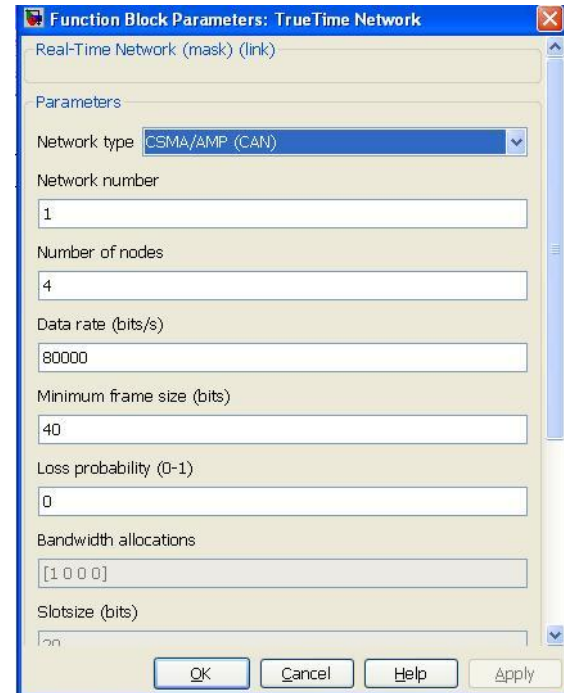 Function Block Parameters: TrueTime Network
Real-Time Network (mask) (link)
Parameters
Network type CSMA/AMP (CAN)
Network number
1
Number of nodes
4
Data rate (bits/s)
80000
Minimum frame size (bits)
40
Loss probability (0-1)
0
Bandwidth allocations
[1 0 0 0]
Slotsize (bits)
OK Cancel Help Apply